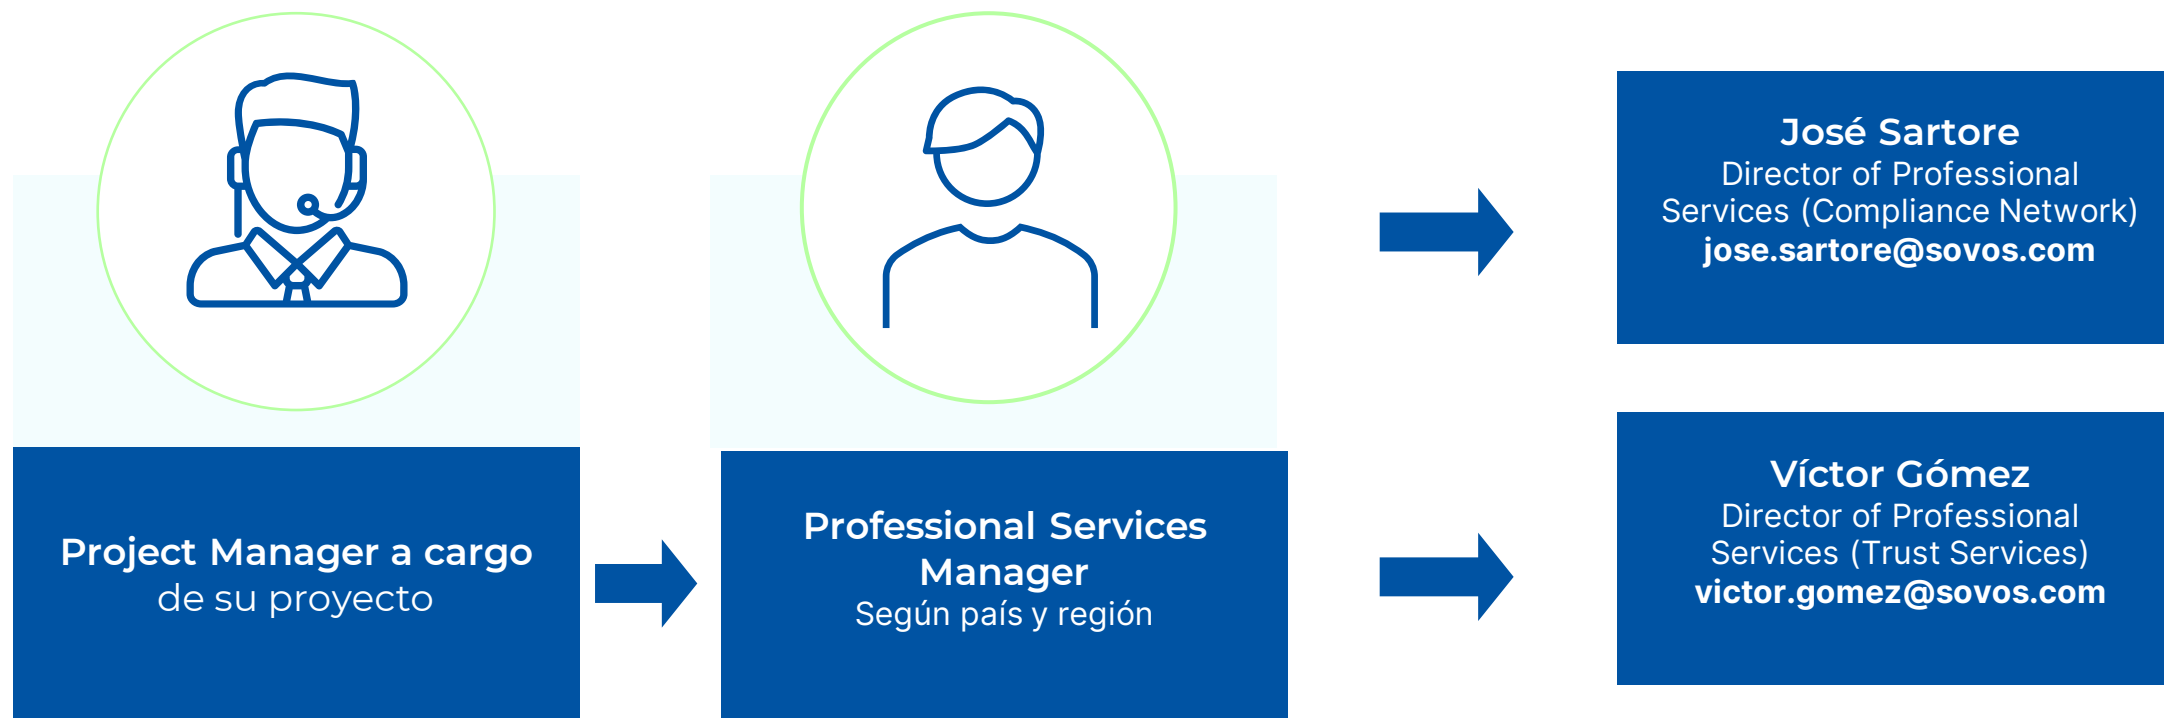 Project Manager a cargo
de su proyecto
Professional Services
Manager
Según país y región
José Sartore
Director of Professional
Services (Compliance Network)
jose.sartore@sovos.com
Víctor Gómez
Director of Professional
Services (Trust Services)
victor.gomez@sovos.com